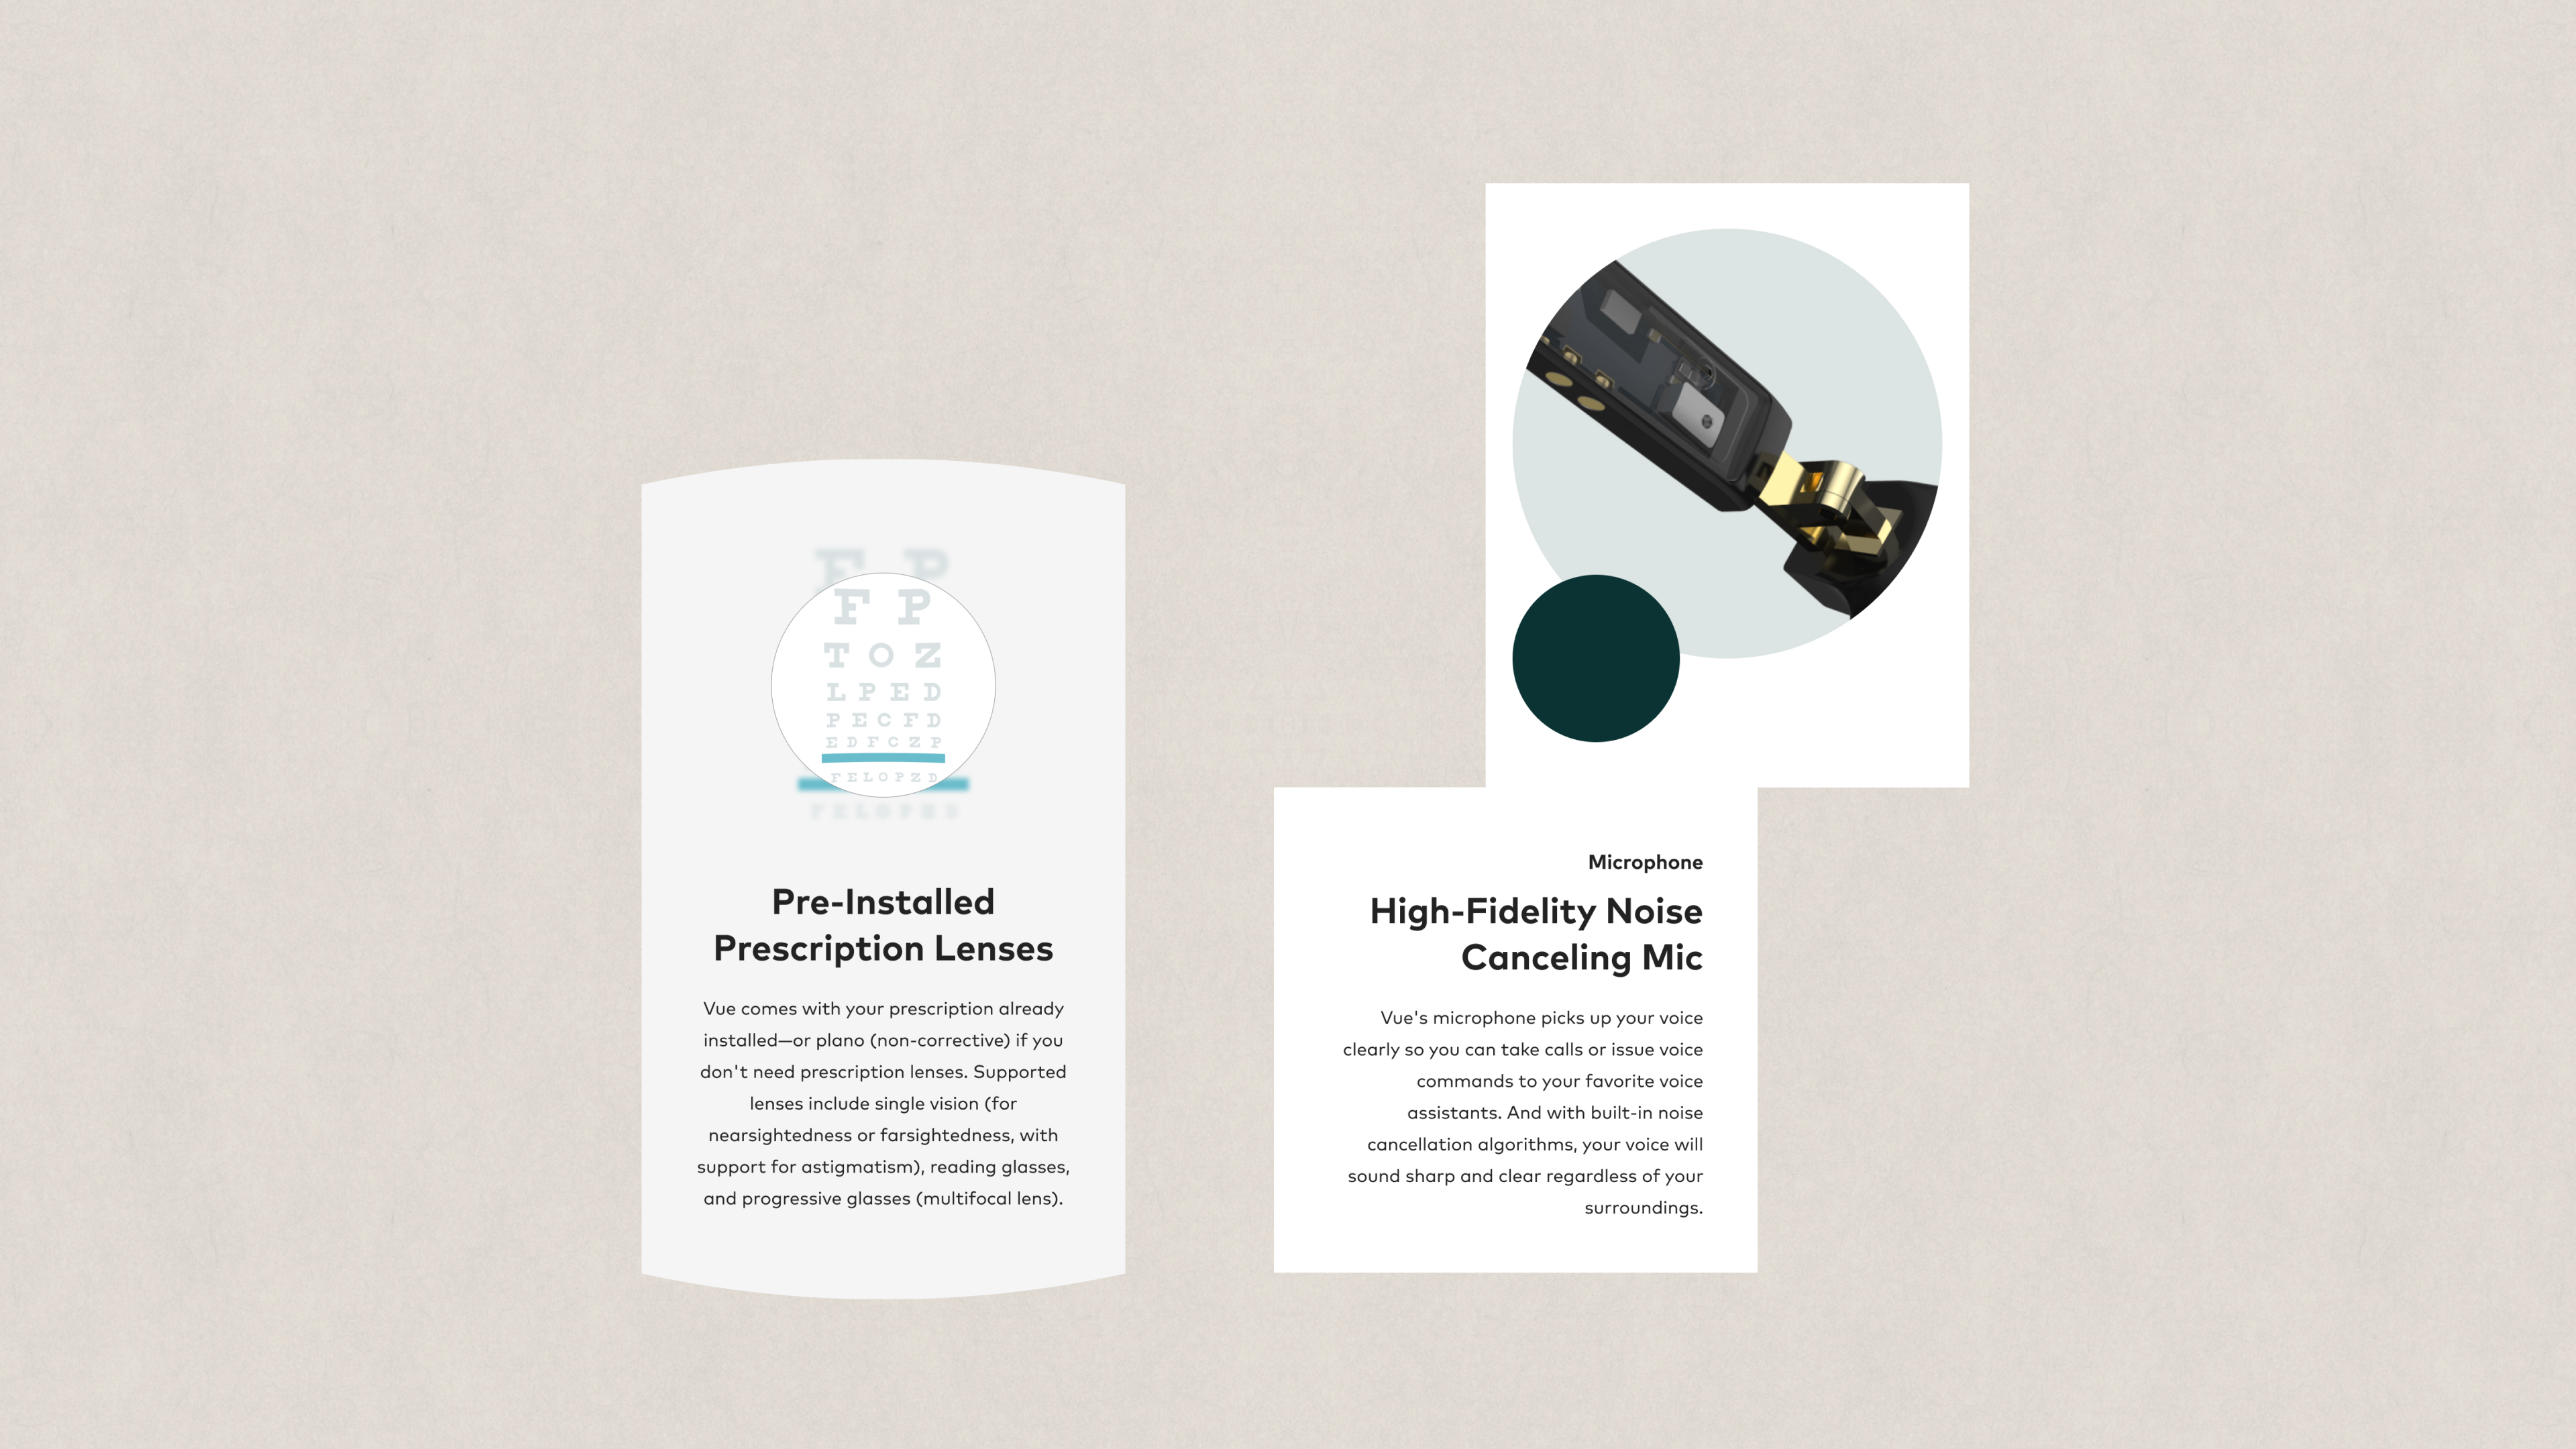 F P
F P
T O Z
L P E D
P E C F D
E D F C Z P
F E L O P Z D
F E L O P Z D
Pre-Installed
Prescription Lenses
Vue comes with your prescription already
installed—or plano (non-corrective) if you
don't need prescription lenses. Supported
lenses include single vision (for
nearsightedness or farsightedness, with
support for astigmatism), reading glasses,
and progressive glasses (multifocal lens).
Microphone
High-Fidelity Noise
Canceling Mic
Vue's microphone picks up your voice
clearly so you can take calls or issue voice
commands to your favorite voice
assistants. And with built-in noise
cancellation algorithms, your voice will
sound sharp and clear regardless of your
surroundings.